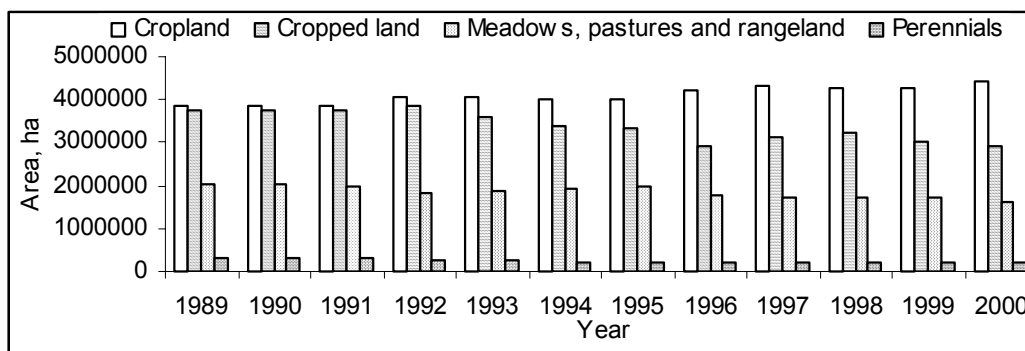 Cropland Cropped land Meadows, pastures and rangeland Perennials
5000000
4000000
3000000
2000000
1000000
0
Area, ha
1989 1990 1991 1992 1993 1994 1995 1996 1997 1998 1999 2000
Year